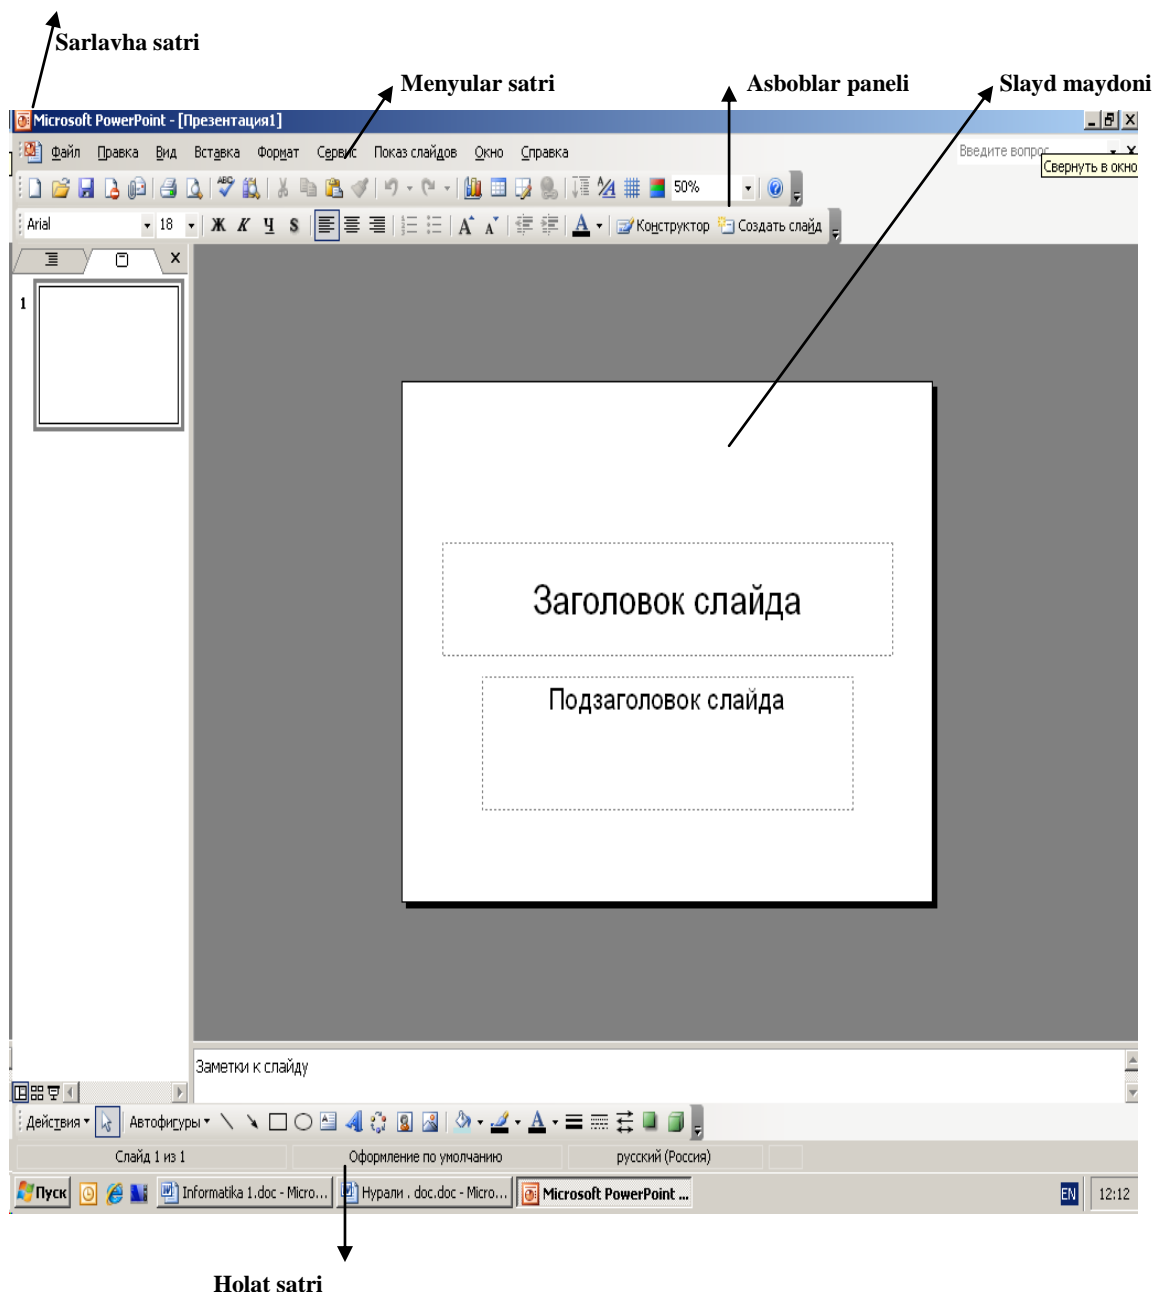 Sarlavha satri
Menyular satri Asboblar paneli Slayd maydoni
Microsoft PowerPoint - [Презентация1]
Файл Правка Вид Вставка Формат Сервис Показ слайдов Окно Справка Введите вопрос
Свернуть в окно
50%
Arial 18 Ж К Ч S Конструктор Создать слайд
1
Заголовок слайда
Подзаголовок слайда
Заметки к слайду
Действия Автофигуры
Слайд 1 из 1 Оформление по умолчанию русский (Россия)
Пуск Informatika 1.doc - Micro... Нурали . doc.doc - Micro... Microsoft PowerPoint ... EN 12:12
Holat satri